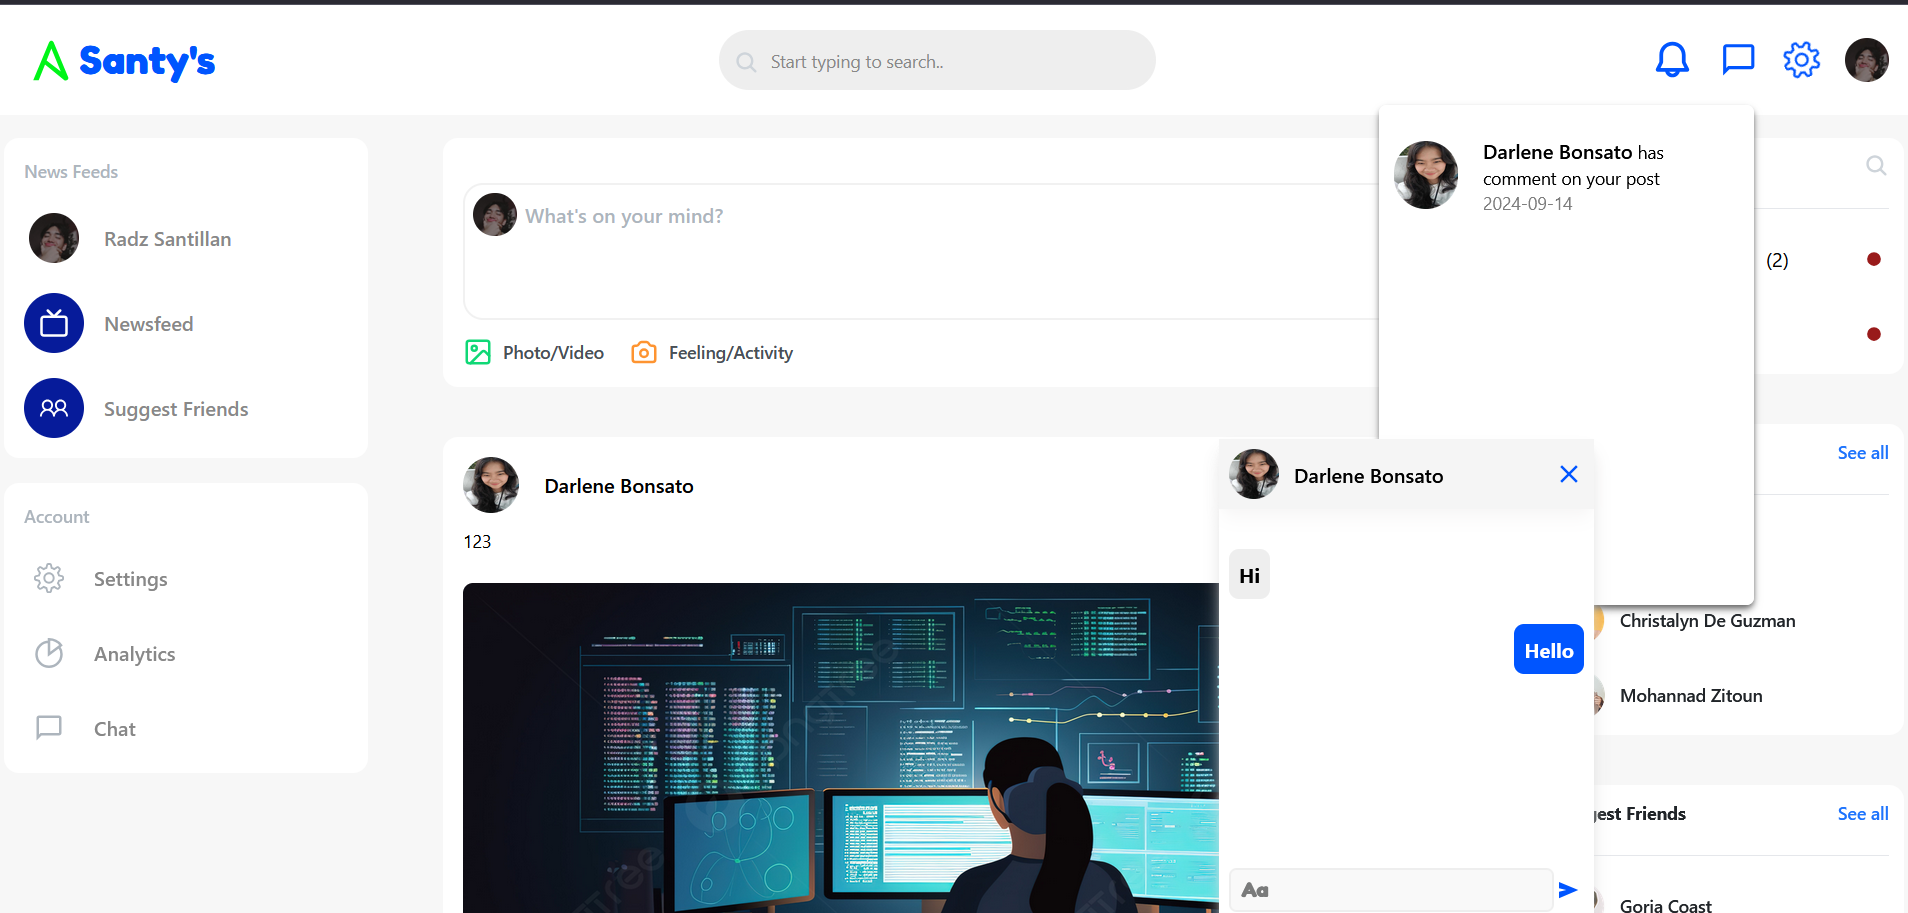 Santy's
Start typing to search..
News Feeds
Radz Santillan
Newsfeed
Suggest Friends
Account
Settings
Analytics
Chat
What's on your mind?
Photo/Video
Feeling/Activity
Darlene Bonsato
123
Darlene Bonsato has
comment on your post
2024-09-14
Darlene Bonsato
Hi
Hello
Aa
(2)
See all
Christalyn De Guzman
Mohannad Zitoun
gest Friends
See all
Goria Coast